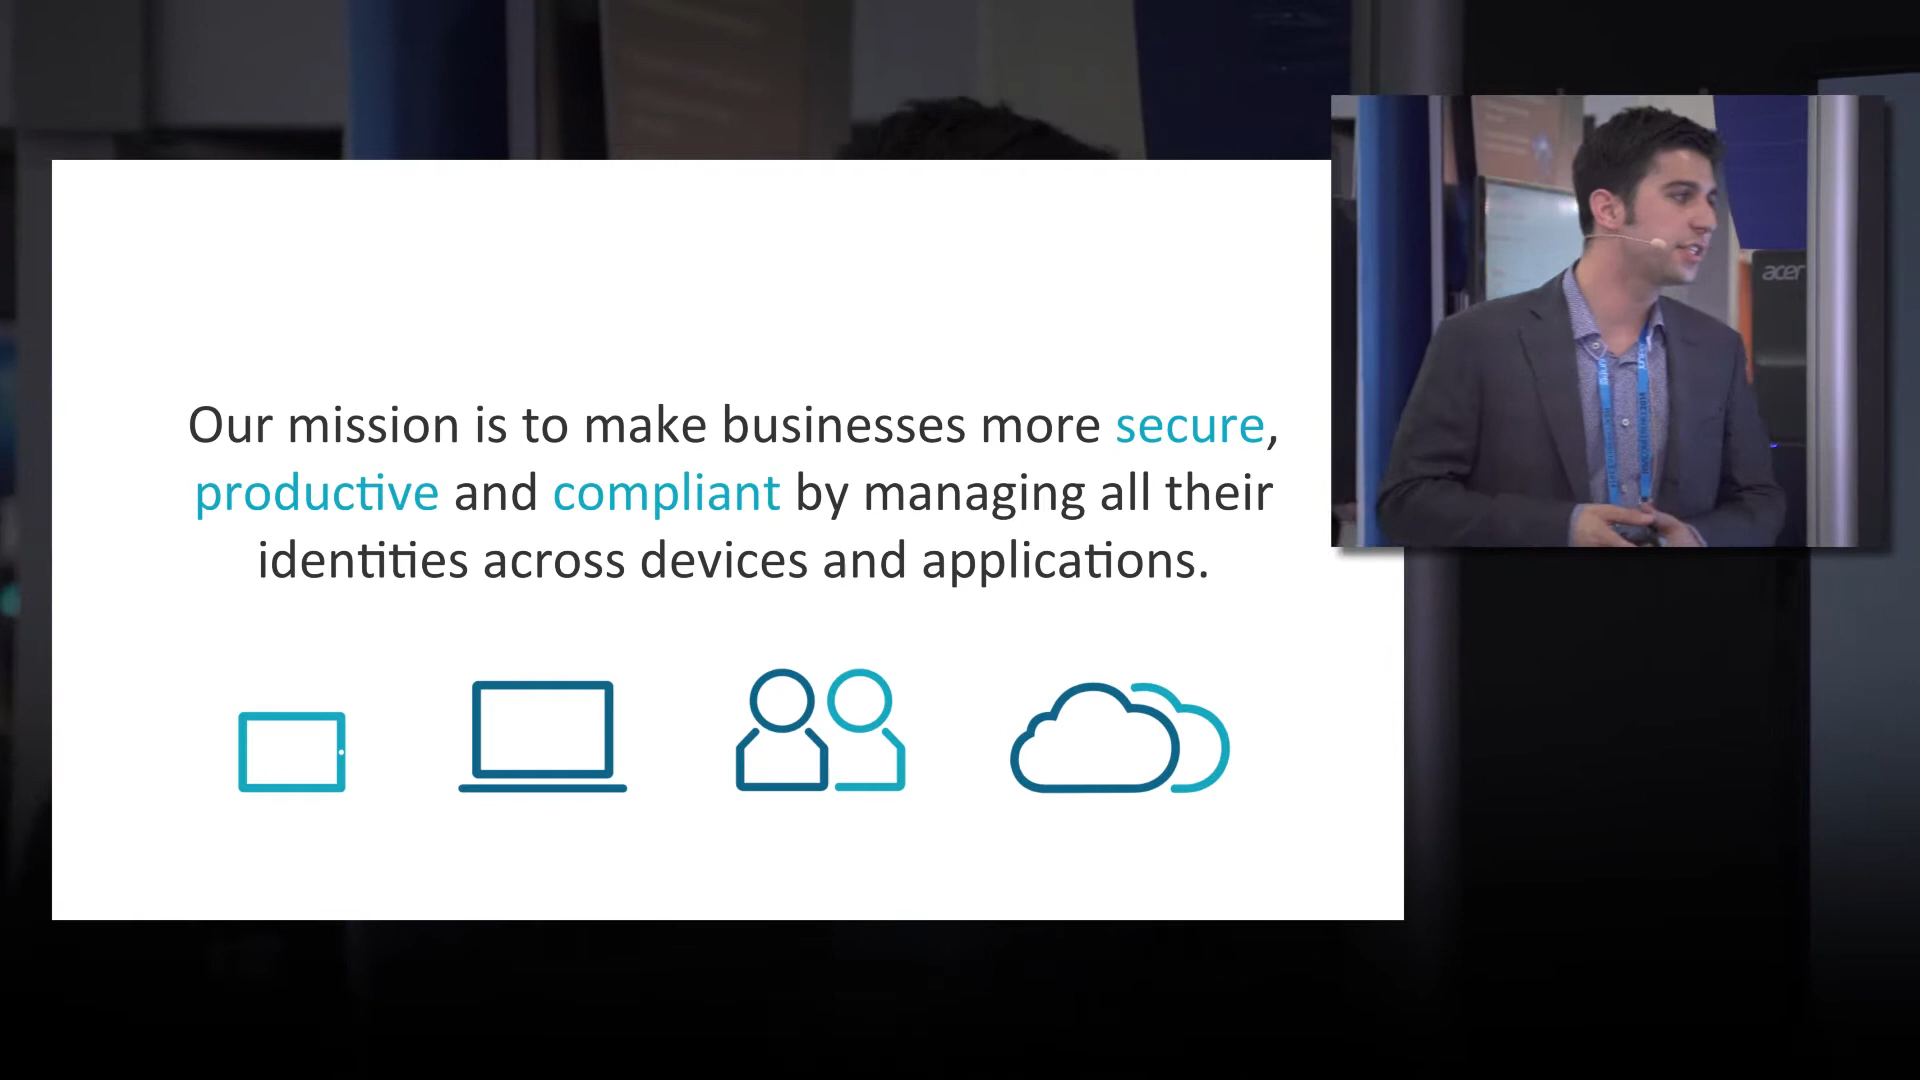 Our mission is to make businesses more secure,
productive and compliant by managing all their
identities across devices and applications.
acer